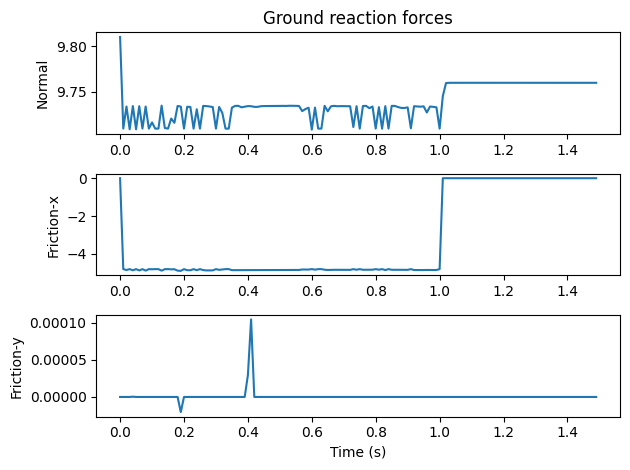 Ground reaction forces
Normal
9.80
9.75
0.0 0.2 0.4 0.6 0.8 1.0 1.2 1.4
Friction-x
0
−2
−4
0.0 0.2 0.4 0.6 0.8 1.0 1.2 1.4
Friction-y
0.00010
0.00005
0.00000
0.0 0.2 0.4 0.6 0.8 1.0 1.2 1.4
Time (s)